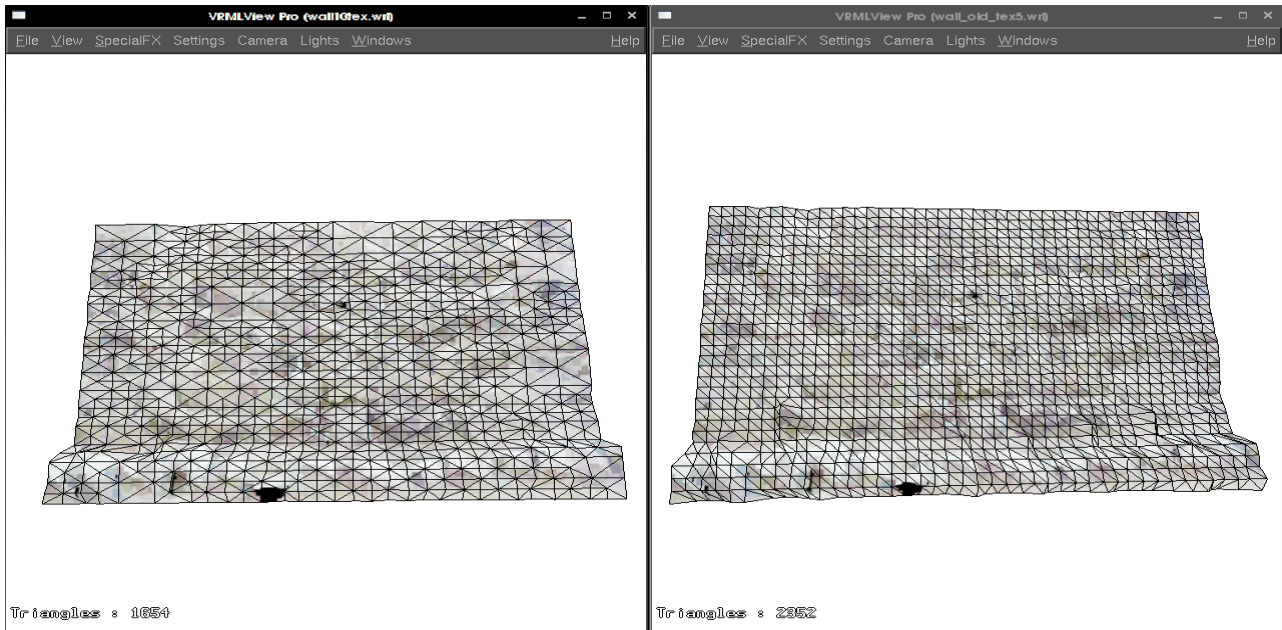 VRMLView Pro (wall10tex.wrl)
File View SpecialFX Settings Camera Lights Windows Help
Triangles : 1654
VRMLView Pro (wall_old_tex5.wrl)
File View SpecialFX Settings Camera Lights Windows Help
Triangles : 2352